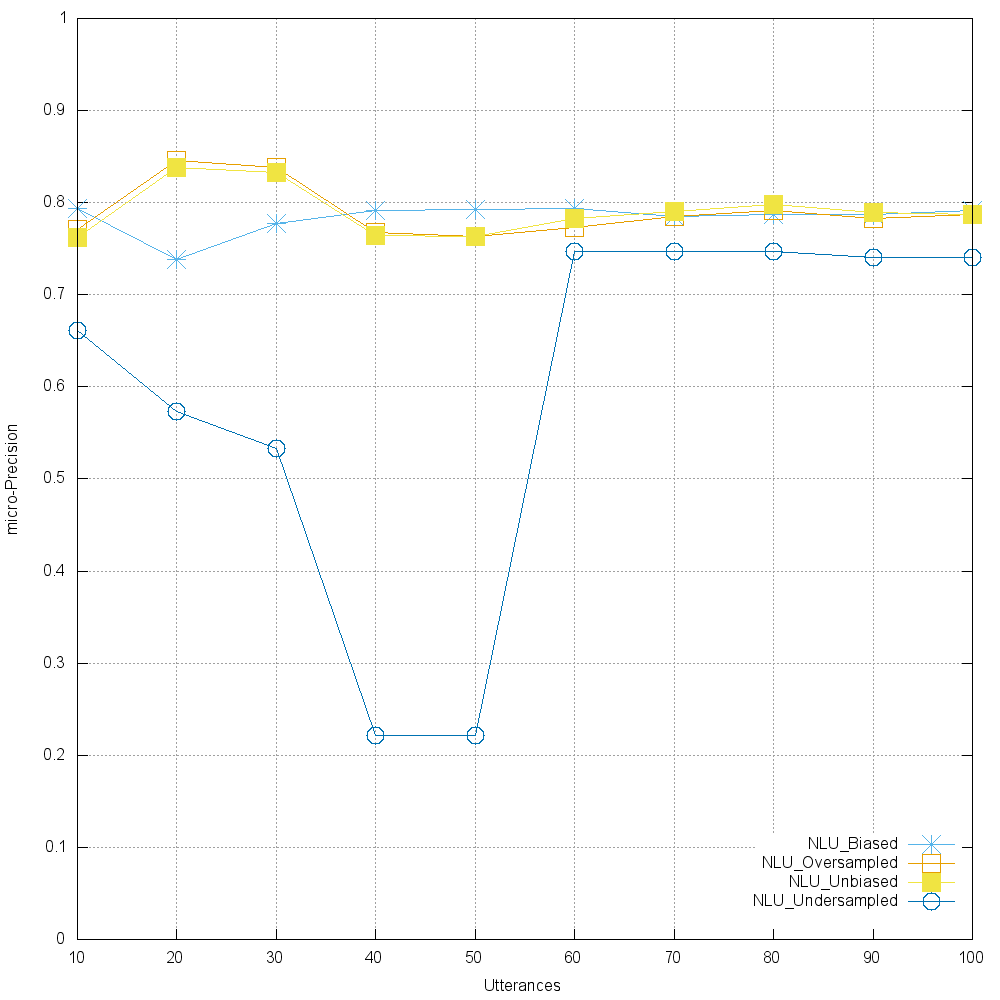 1
0.9
0.8
0.7
0.6
0.5
0.4
0.3
0.2
0.1
0
micro-Precision
NLU_Biased
NLU_Oversampled
NLU_Unbiased
NLU_Undersampled
10 20 30 40 50 60 70 80 90 100
Utterances